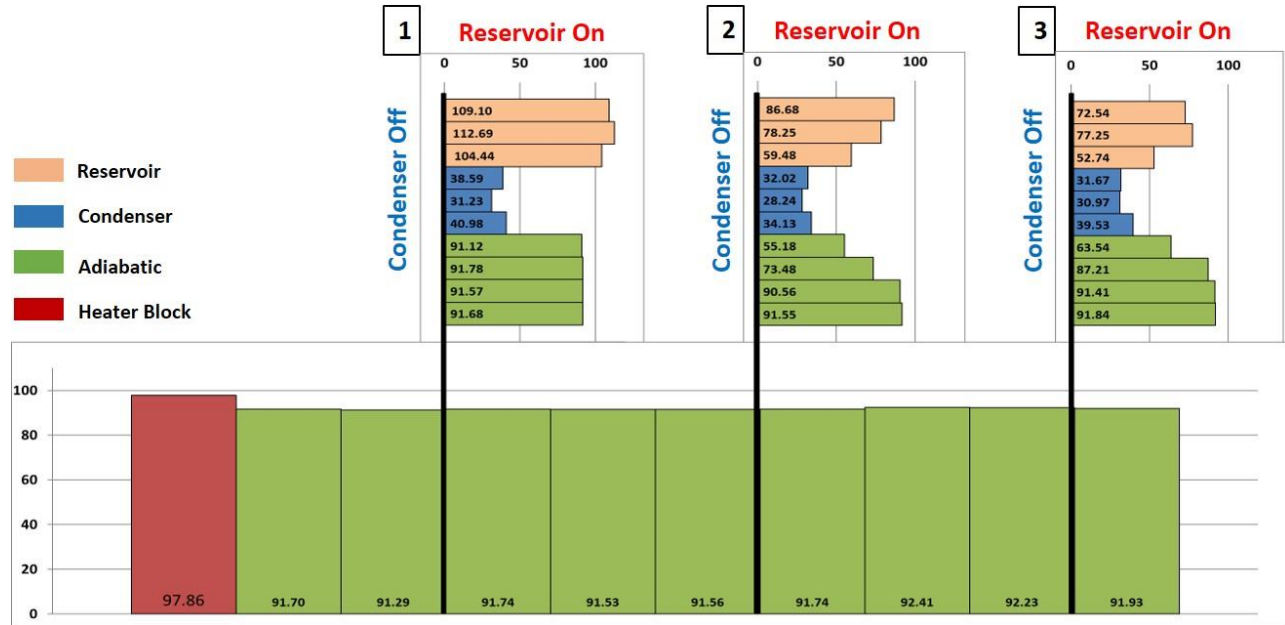 1 Reservoir On
0 50 100
Condenser Off
109.10
112.69
104.44
38.59
31.23
40.98
91.12
91.78
91.57
91.68
2 Reservoir On
0 50 100
Condenser Off
86.68
78.25
59.48
32.02
28.24
34.13
55.18
73.48
90.56
91.55
3 Reservoir On
0 50 100
Condenser Off
72.54
77.25
52.74
31.67
30.97
39.53
63.54
87.21
91.41
91.84
Reservoir
Condenser
Adiabatic
Heater Block
100
80
60
40
20
0
97.86 91.70 91.29 91.74 91.53 91.56 91.74 92.41 92.23 91.93